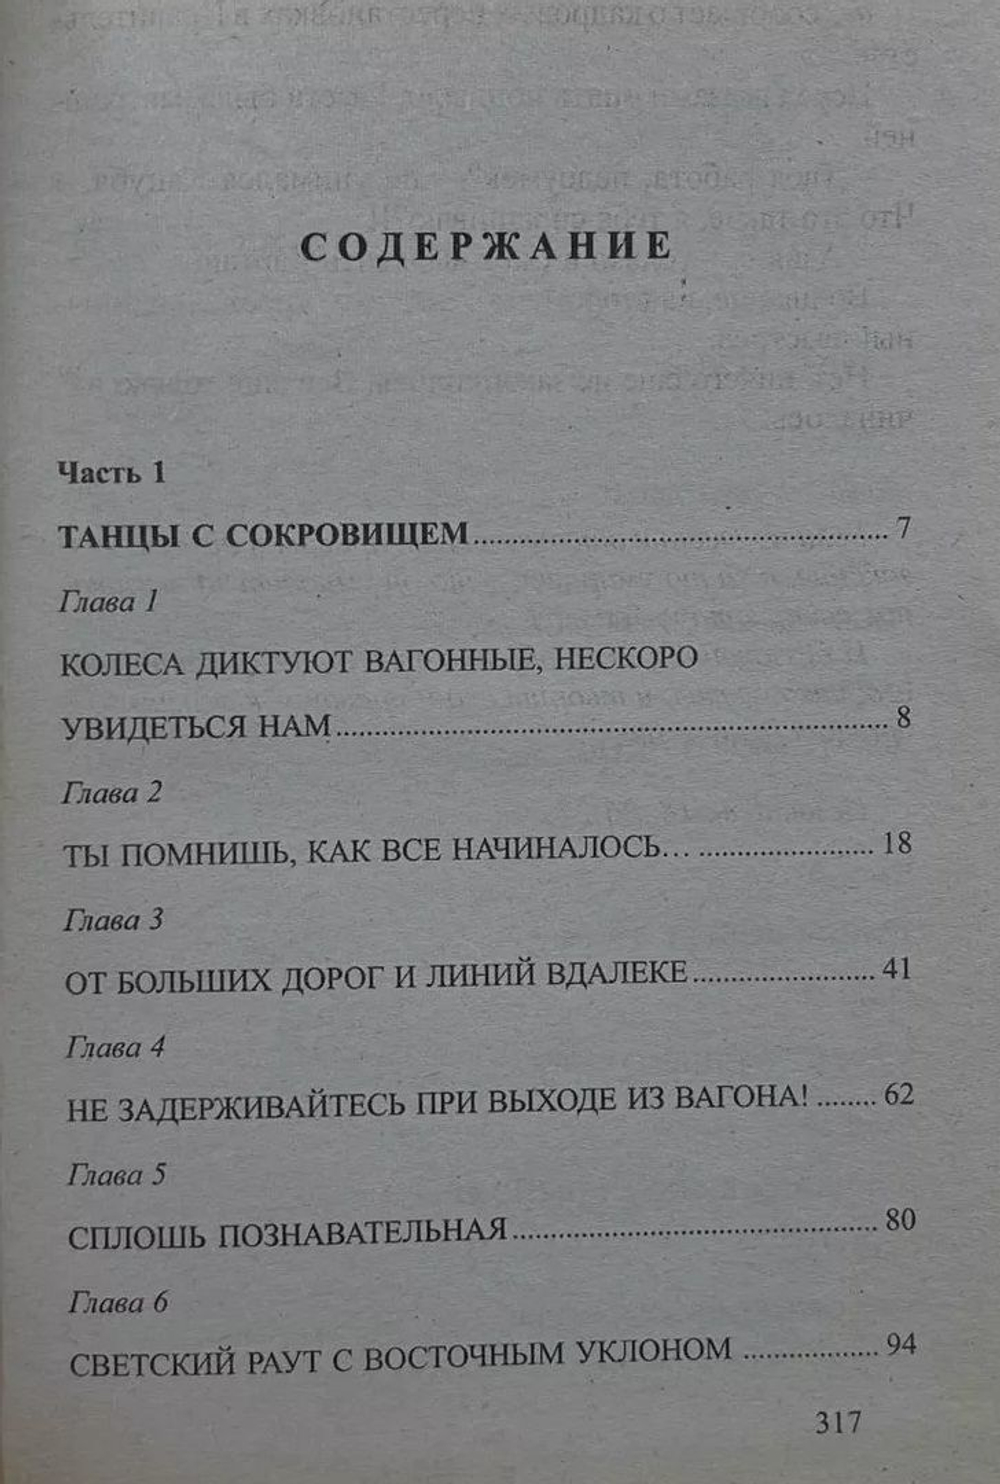 СОДЕРЖАНИЕ
Часть 1
ТАНЦЫ С СОКРОВИЩЕМ........................................................ 7
Глава 1
КОЛЕСА ДИКТУЮТ ВАГОННЫЕ, НЕСКОРО
УВИДЕТЬСЯ НАМ........................................................................ 8
Глава 2
ТЫ ПОМНИШЬ, КАК ВСЕ НАЧИНАЛОСЬ... ........................ 18
Глава 3
ОТ БОЛЬШИХ ДОРОГ И ЛИНИЙ ВДАЛЕКЕ........................ 41
Глава 4
НЕ ЗАДЕРЖИВАЙТЕСЬ ПРИ ВЫХОДЕ ИЗ ВАГОНА! ........ 62
Глава 5
СПЛОШЬ ПОЗНАВАТЕЛЬНАЯ................................................ 80
Глава 6
СВЕТСКИЙ РАУТ С ВОСТОЧНЫМ УКЛОНОМ .................. 94
317